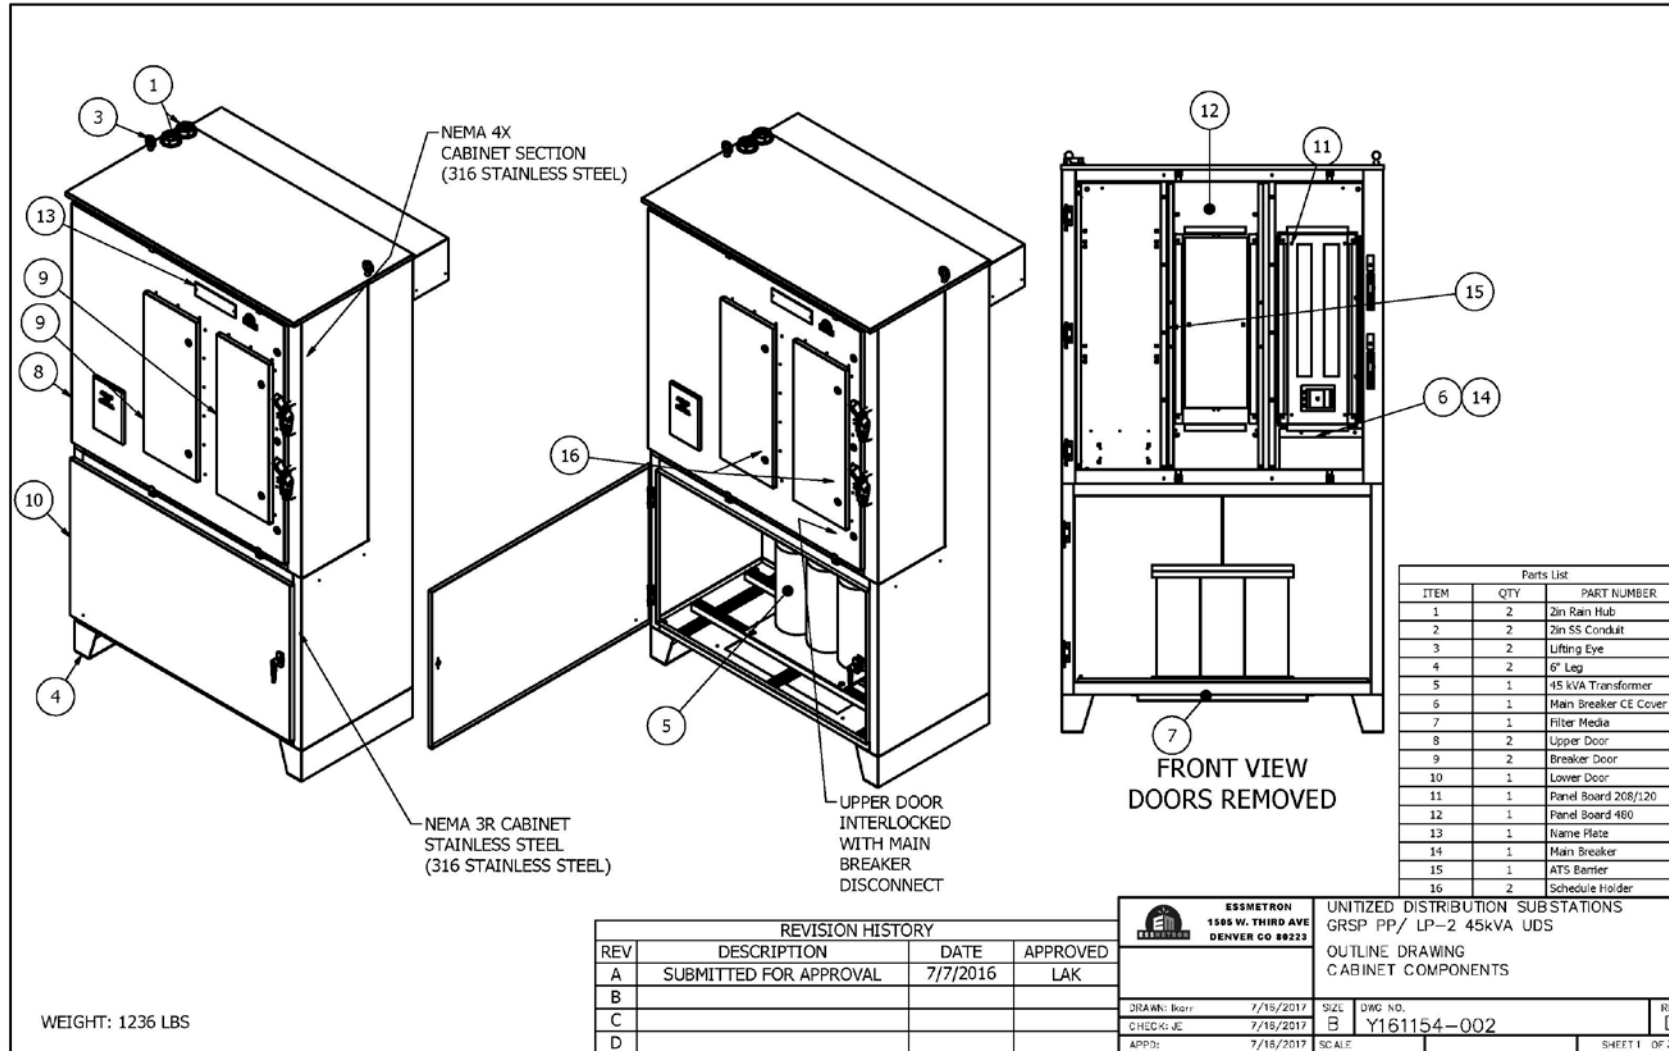 1
3
13
9
9
8
10
4
NEMA 4X
CABINET SECTION
(316 STAINLESS STEEL)
NEMA 3R CABINET
STAINLESS STEEL
(316 STAINLESS STEEL)
16
5
UPPER DOOR
INTERLOCKED
WITH MAIN
BREAKER
DISCONNECT
12
11
15
6 14
7
FRONT VIEW
DOORS REMOVED
Parts List
ITEM QTY PART NUMBER
1 2 2in Rain Hub
2 2 2in SS Conduit
3 2 Lifting Eye
4 2 6" Leg
5 1 45 kVA Transformer
6 1 Main Breaker CE Cover
7 1 Filter Media
8 2 Upper Door
9 2 Breaker Door
10 1 Lower Door
11 1 Panel Board 208/120
12 1 Panel Board 480
13 1 Name Plate
14 1 Main Breaker
15 1 ATS Barrier
16 2 Schedule Holder
WEIGHT: 1236 LBS
REVISION HISTORY
REV DESCRIPTION DATE APPROVED
A SUBMITTED FOR APPROVAL 7/7/2016 LAK
B
C
D
ESSMETRON
ESSMETRON
1505 W. THIRD AVE
DENVER CO 80223
UNITIZED DISTRIBUTION SUBSTATIONS
GRSP PP/ LP-2 45kVA UDS
OUTLINE DRAWING
CABINET COMPONENTS
DRAWN: lkorr 7/16/2017
CHECK: JE 7/16/2017
APPD: 7/16/2017
SIZE
B
DWG NO.
Y161154-002
SCALE
SHEET 1 OF